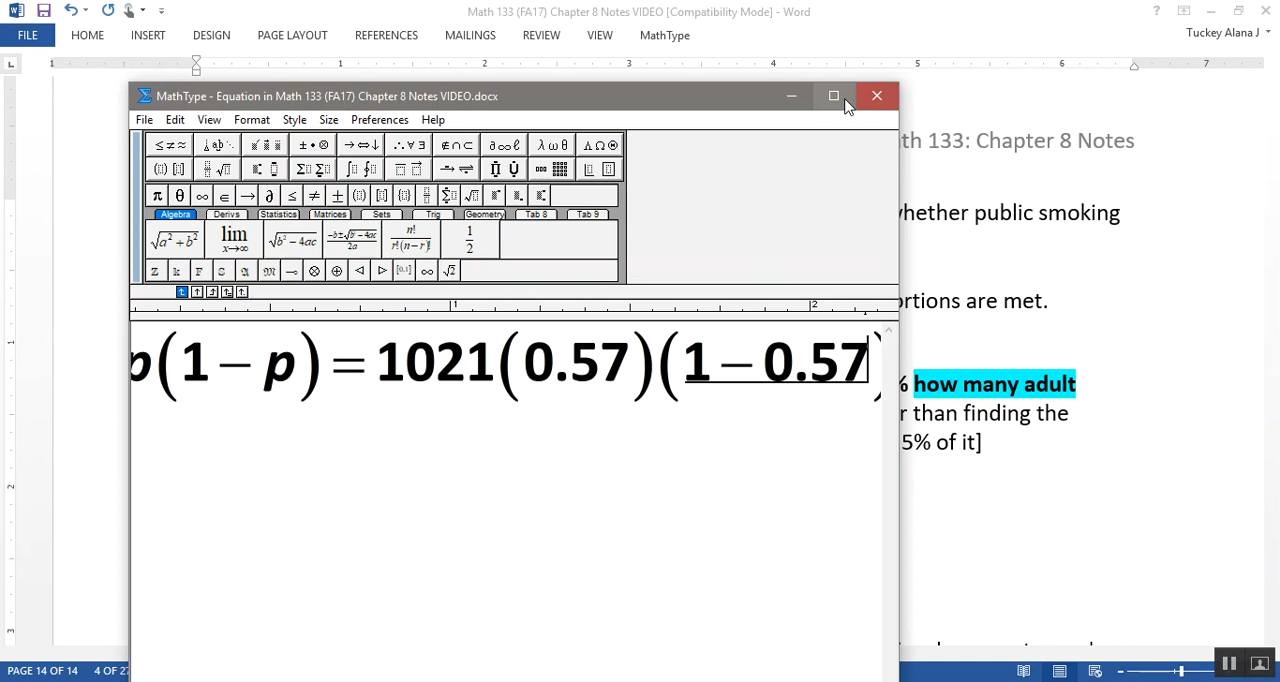 Math 133 (FA17) Chapter 8 Notes VIDEO [Compatibility Mode] - Word
FILE HOME INSERT DESIGN PAGE LAYOUT REFERENCES MAILINGS REVIEW VIEW MathType Tuckey Alana J
MathType - Equation in Math 133 (FA17) Chapter 8 Notes VIDEO.docx
File Edit View Format Style Size Preferences Help
Algebra Derivs Statistics Matrices Sets Trig Geometry Tab 8 Tab 9
p(1 − p) = 1021(0.57)(1 − 0.57)
th 133: Chapter 8 Notes
whether public smoking
ortions are met.
% how many adult
r than finding the
5% of it]
PAGE 14 OF 14 4 OF 27